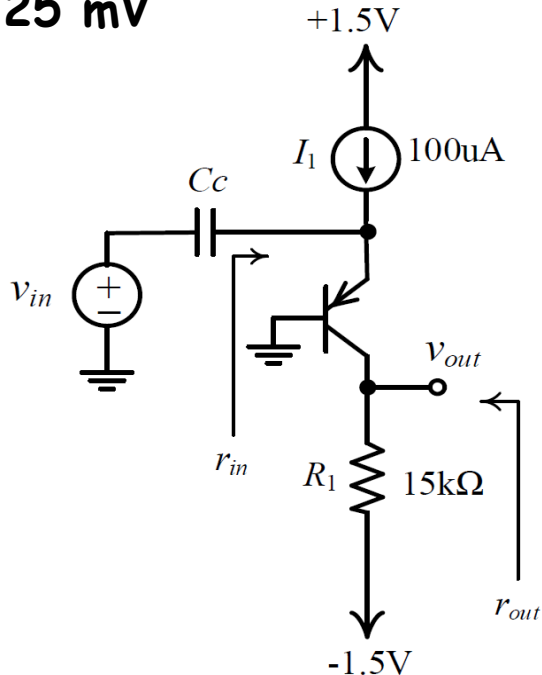 25 mV
+1.5V
I1
100uA
Cc
vin
+
−
vout
rin
R1
15kΩ
rout
-1.5V